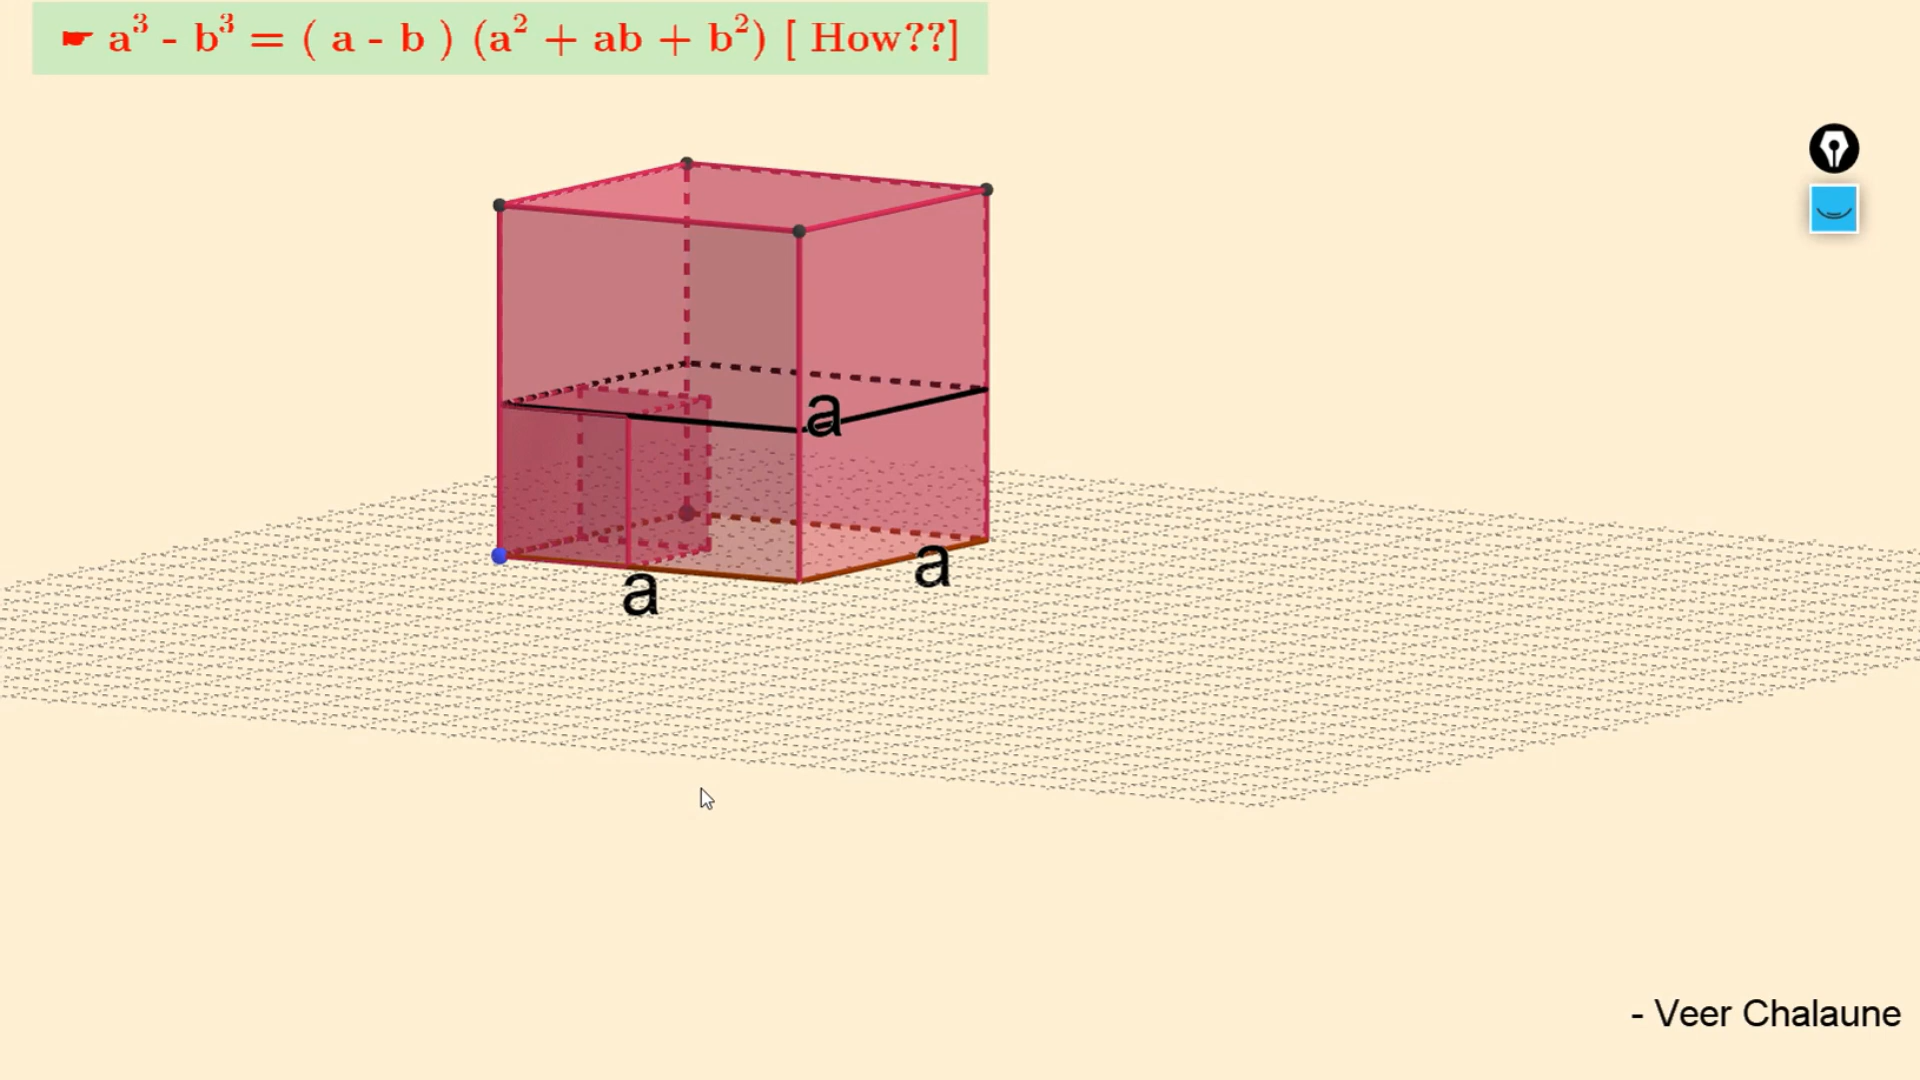 ☛ a³ - b³ = ( a - b ) (a² + ab + b²) [ How??]
a
a
a
- Veer Chalaune